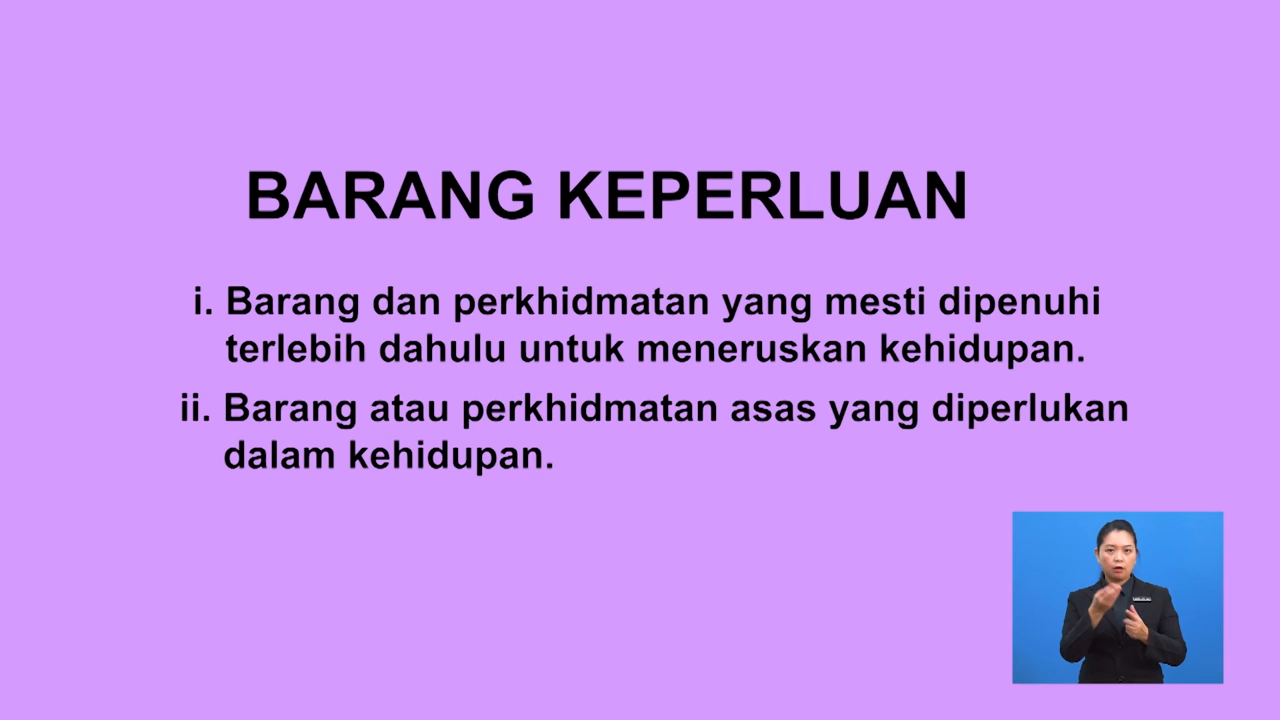 BARANG KEPERLUAN
i. Barang dan perkhidmatan yang mesti dipenuhi
terlebih dahulu untuk meneruskan kehidupan.
ii. Barang atau perkhidmatan asas yang diperlukan
dalam kehidupan.